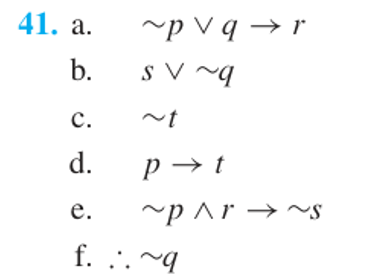 41. a. ~p ∨ q → r
b. s ∨ ~q
c. ~t
d. p → t
e. ~p ∧ r → ~s
f. ∴ ~q